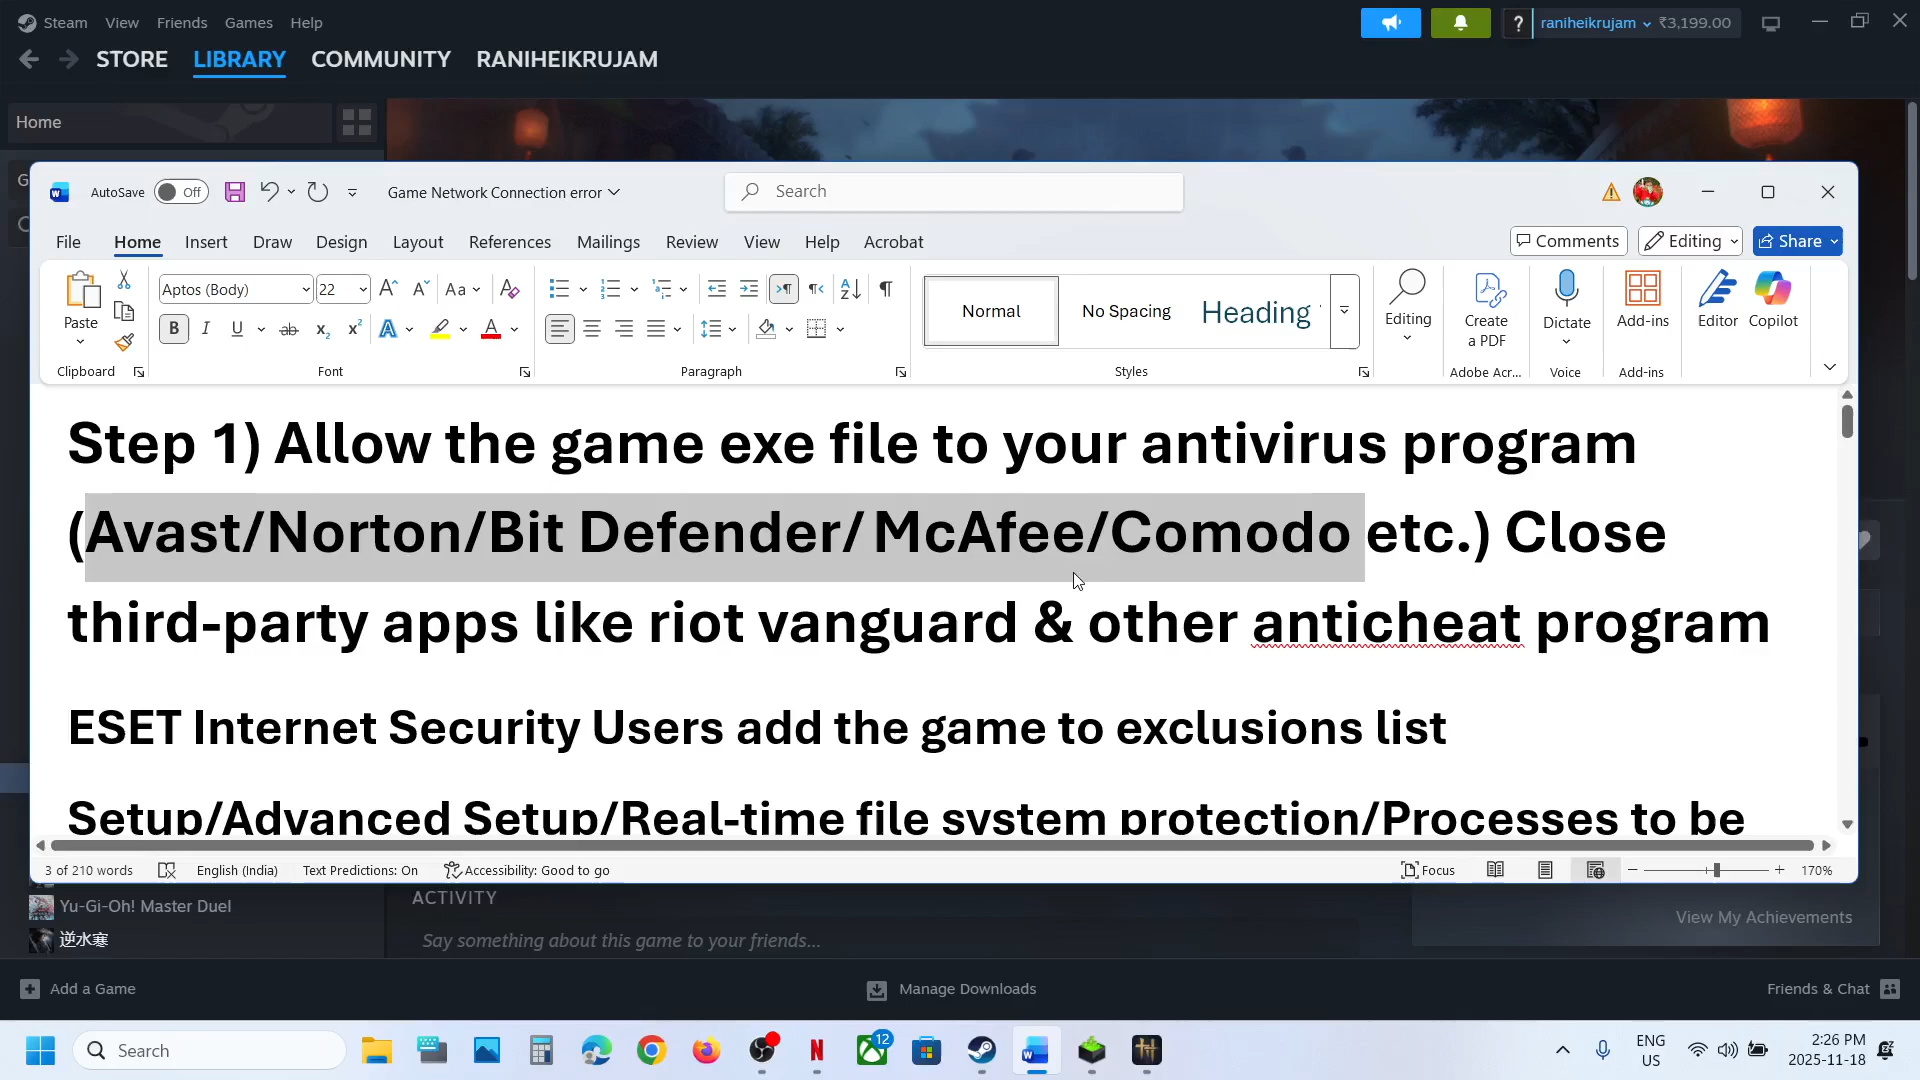 Steam View Friends Games Help
raniheikrujam ₹3,199.00
STORE LIBRARY COMMUNITY RANIHEIKRUJAM
Home
AutoSave Off Game Network Connection error Search
File Home Insert Draw Design Layout References Mailings Review View Help Acrobat Comments Editing Share
Paste Aptos (Body) 22 Normal No Spacing Heading Editing Create a PDF Dictate Add-ins Editor Copilot
Clipboard Font Paragraph Styles Adobe Acr... Voice Add-ins
Step 1) Allow the game exe file to your antivirus program
(Avast/Norton/Bit Defender/ McAfee/Comodo etc.) Close
third-party apps like riot vanguard & other anticheat program
ESET Internet Security Users add the game to exclusions list
Setup/Advanced Setup/Real-time file system protection/Processes to be
3 of 210 words English (India) Text Predictions: On Accessibility: Good to go Focus 170%
ACTIVITY
Yu-Gi-Oh! Master Duel
View My Achievements
逆水寒
Say something about this game to your friends...
Add a Game Manage Downloads Friends & Chat
Search 12 ENG US 2:26 PM 2025-11-18